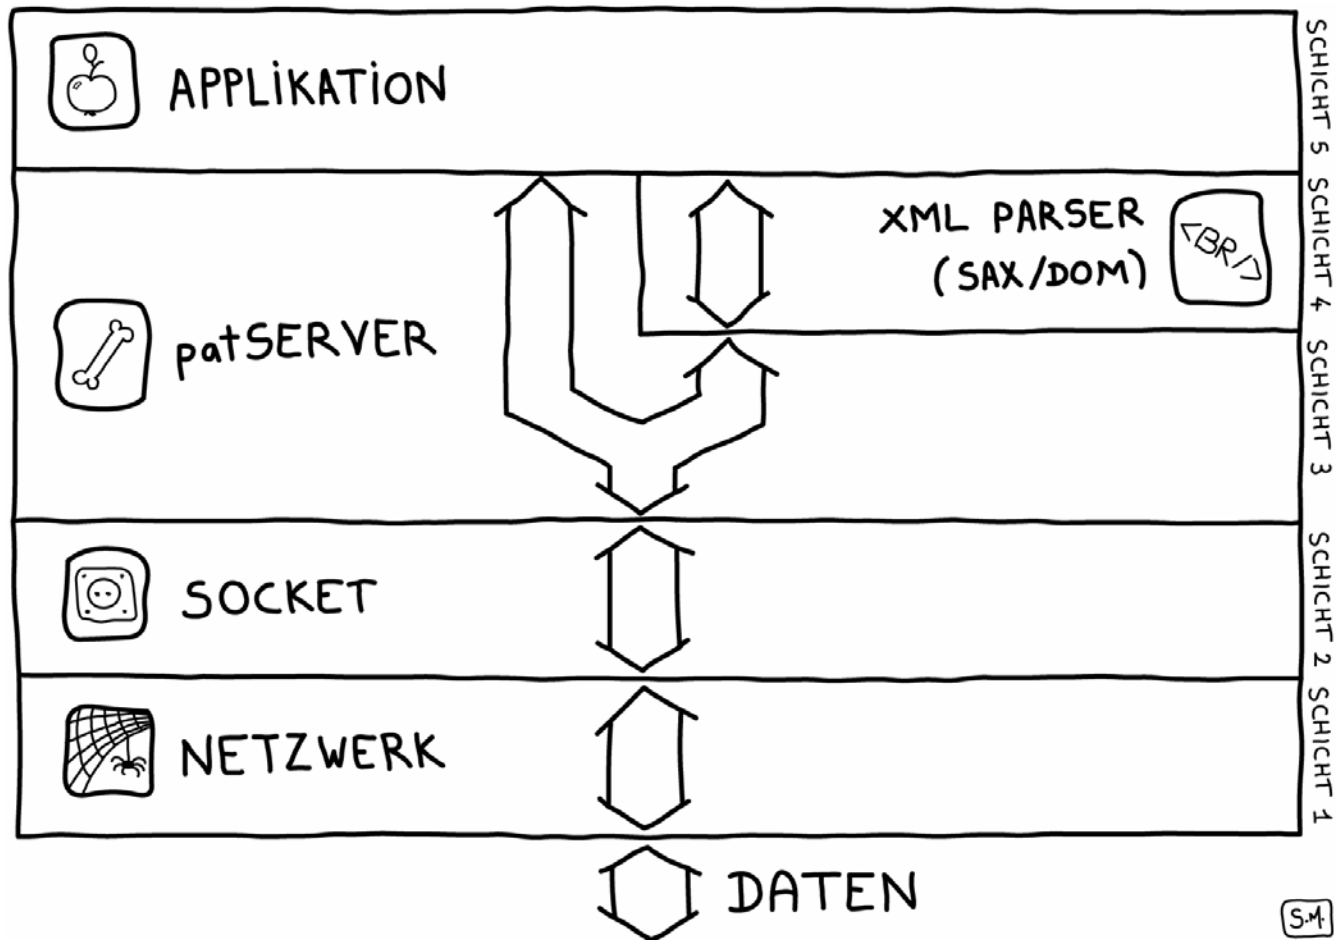 APPLiKATiON
SCHICHT 5
XML PARSER
(SAX/DOM)
<BR/>
SCHICHT 4
patSERVER
SCHICHT 3
SOCKET
SCHICHT 2
NETZWERK
SCHICHT 1
DATEN
S.M.